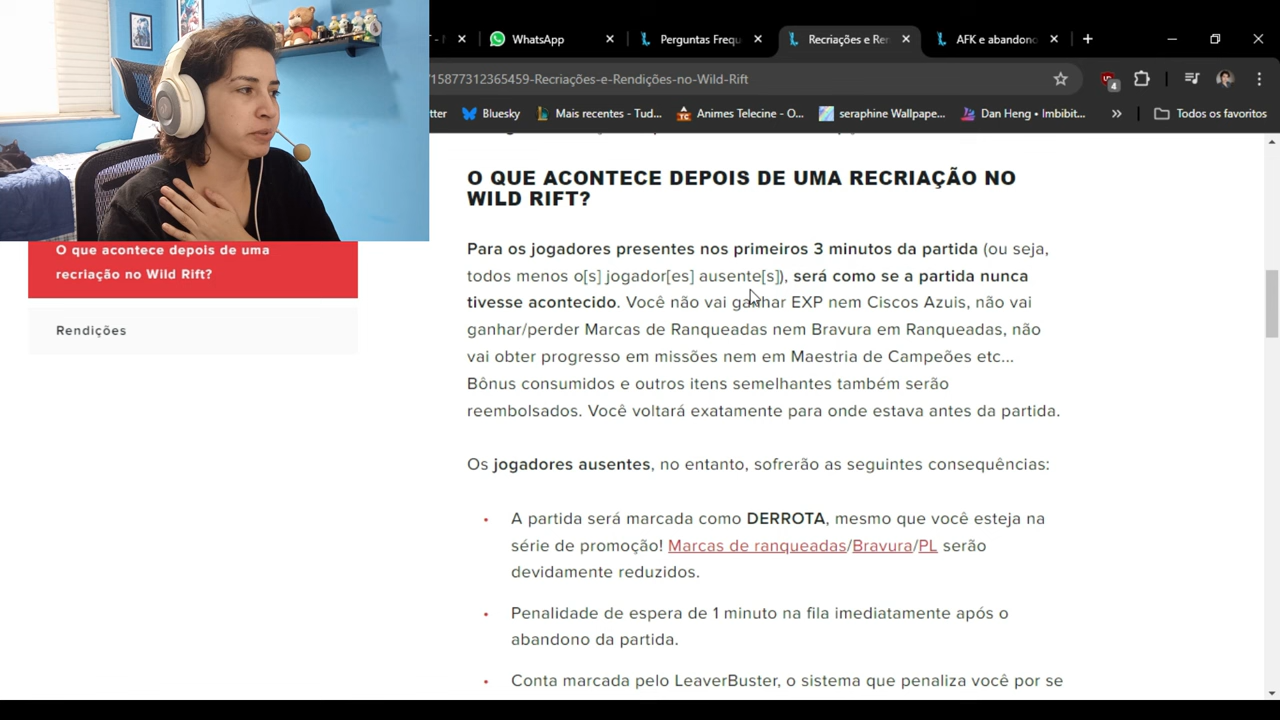 WhatsApp
Perguntas Frequ
Recriações e Ren
AFK e abandono
15877312365459-Recriações-e-Rendições-no-Wild-Rift
4
tter
Bluesky
Mais recentes - Tud...
Animes Telecine - O...
seraphine Wallpape...
Dan Heng • Imbibit...
Todos os favoritos
O que acontece depois de uma
recriação no Wild Rift?
Rendições
O QUE ACONTECE DEPOIS DE UMA RECRIAÇÃO NO
WILD RIFT?
Para os jogadores presentes nos primeiros 3 minutos da partida (ou seja,
todos menos o[s] jogador[es] ausente[s]), será como se a partida nunca
tivesse acontecido. Você não vai ganhar EXP nem Ciscos Azuis, não vai
ganhar/perder Marcas de Ranqueadas nem Bravura em Ranqueadas, não
vai obter progresso em missões nem em Maestria de Campeões etc...
Bônus consumidos e outros itens semelhantes também serão
reembolsados. Você voltará exatamente para onde estava antes da partida.
Os jogadores ausentes, no entanto, sofrerão as seguintes consequências:
• A partida será marcada como DERROTA, mesmo que você esteja na
série de promoção! Marcas de ranqueadas/Bravura/PL serão
devidamente reduzidos.
• Penalidade de espera de 1 minuto na fila imediatamente após o
abandono da partida.
• Conta marcada pelo LeaverBuster, o sistema que penaliza você por se